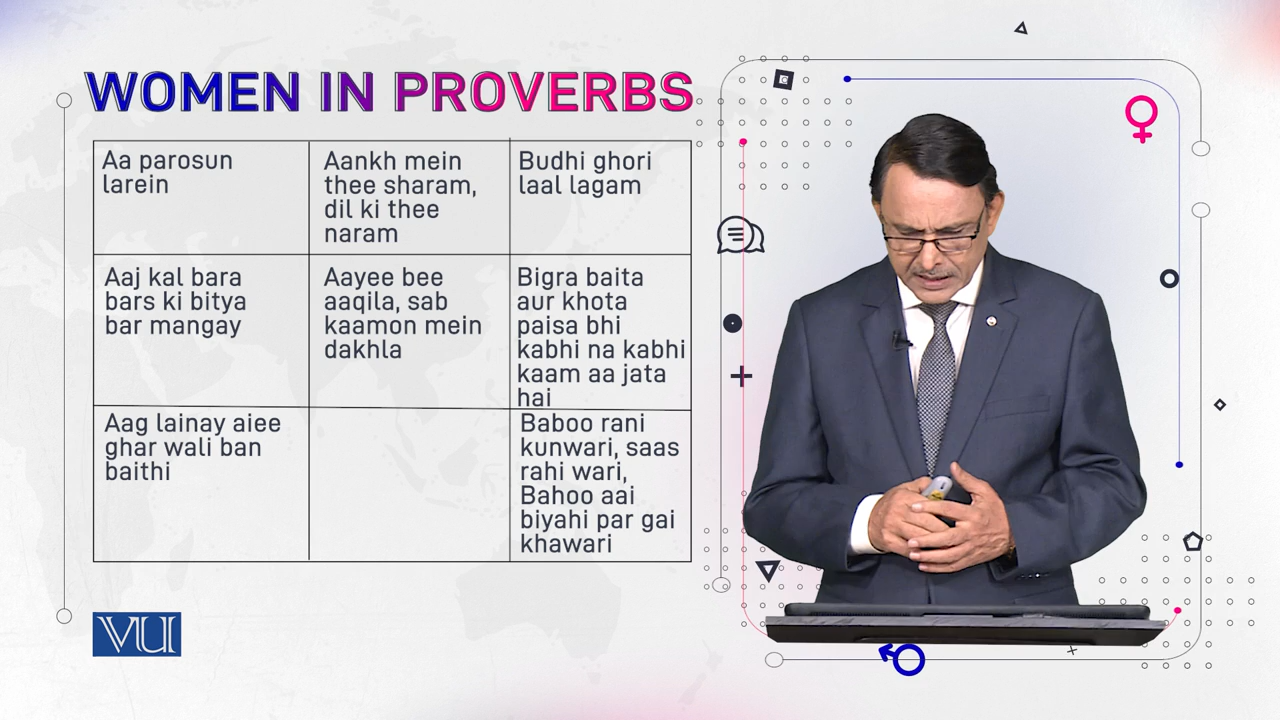 WOMEN IN PROVERBS
Aa parosun
larein
Aankh mein
thee sharam,
dil ki thee
naram
Budhi ghori
laal lagam
Aaj kal bara
bars ki bitya
bar mangay
Aayee bee
aaqila, sab
kaamon mein
dakhla
Bigra baita
aur khota
paisa bhi
kabhi na kabhi
kaam aa jata
hai
Aag lainay aiee
ghar wali ban
baithi
Baboo rani
kunwari, saas
rahi wari,
Bahoo aai
biyahi par gai
khawari
VU